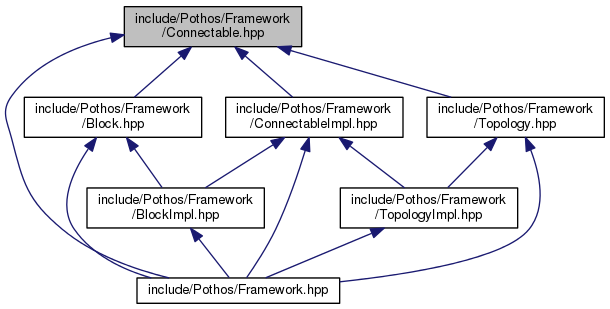 include/Pothos/Framework
/Connectable.hpp
include/Pothos/Framework
/Block.hpp
include/Pothos/Framework
/ConnectableImpl.hpp
include/Pothos/Framework
/Topology.hpp
include/Pothos/Framework
/BlockImpl.hpp
include/Pothos/Framework
/TopologyImpl.hpp
include/Pothos/Framework.hpp